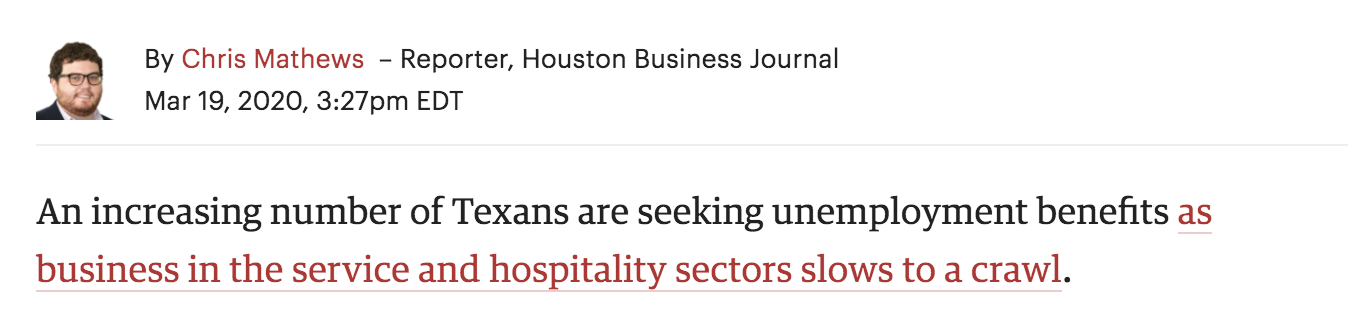 By Chris Mathews – Reporter, Houston Business Journal
Mar 19, 2020, 3:27pm EDT
An increasing number of Texans are seeking unemployment benefits as
business in the service and hospitality sectors slows to a crawl.